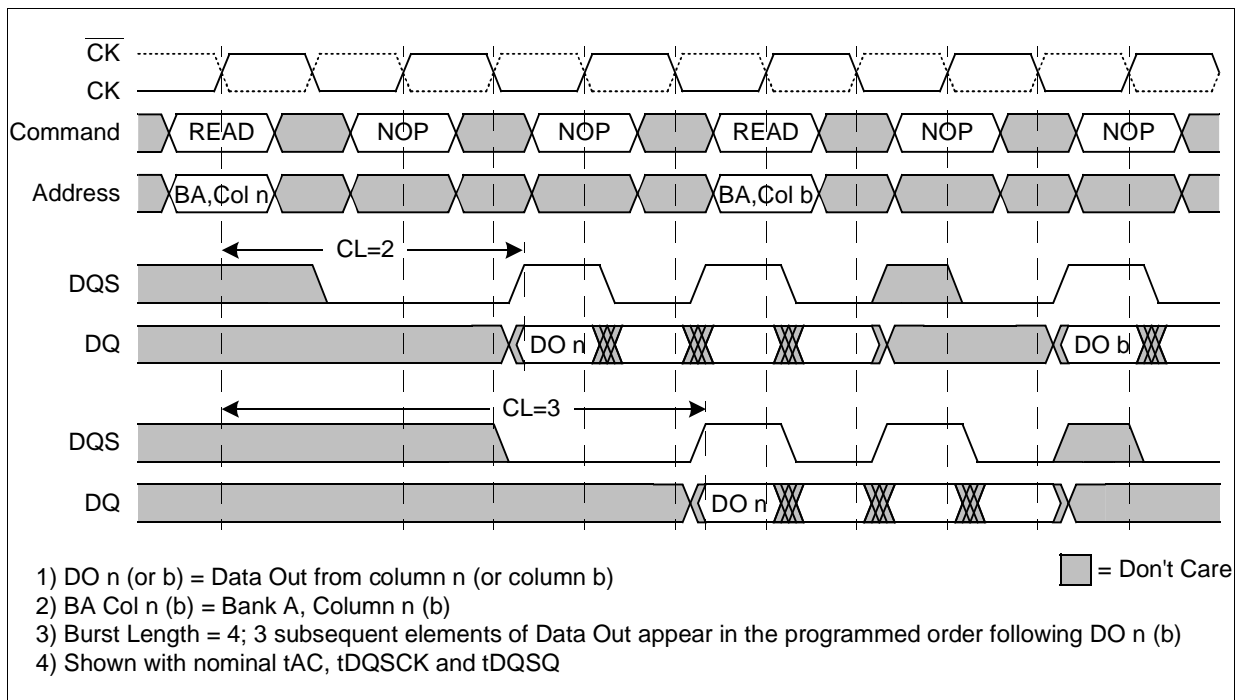 CK
CK
Command READ NOP NOP READ NOP NOP
Address BA,Col n BA,Col b
CL=2
DQS
DQ DO n DO b
CL=3
DQS
DQ DO n
1) DO n (or b) = Data Out from column n (or column b)
= Don't Care
2) BA Col n (b) = Bank A, Column n (b)
3) Burst Length = 4; 3 subsequent elements of Data Out appear in the programmed order following DO n (b)
4) Shown with nominal tAC, tDQSCK and tDQSQ